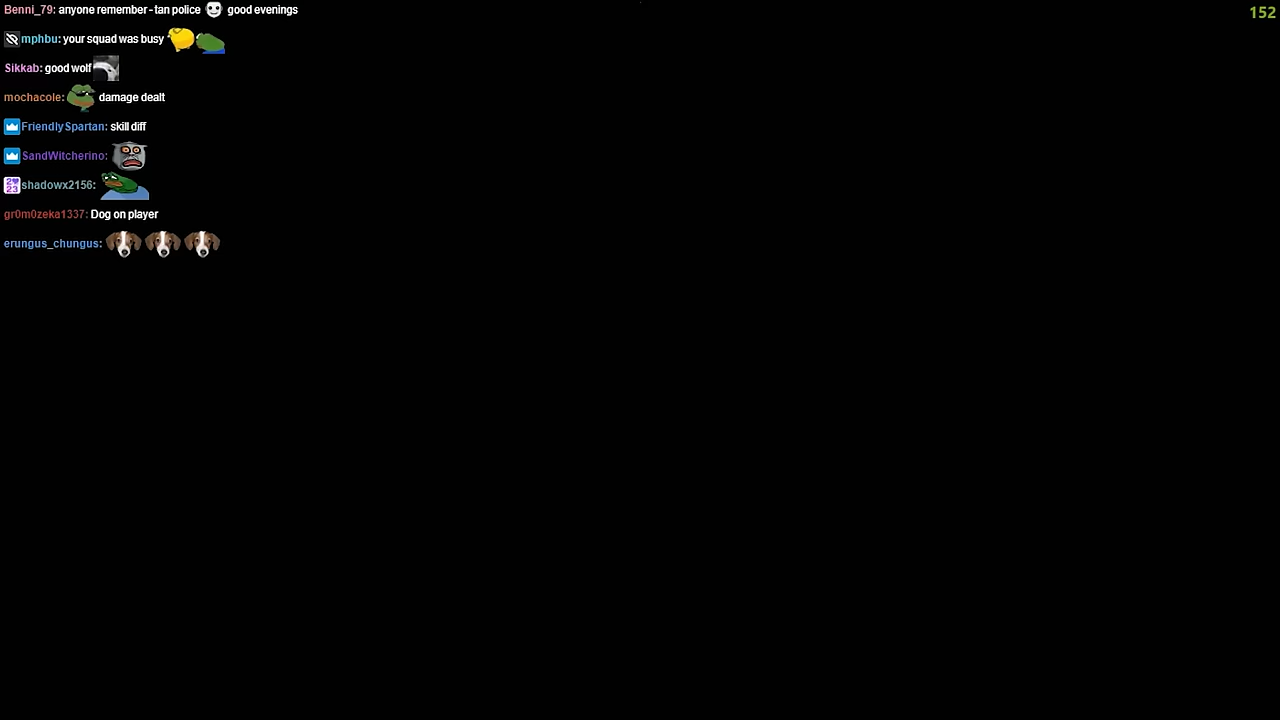 Benni_79: anyone remember - tan police good evenings
152
mphbu: your squad was busy
Sikkab: good wolf
mochacole: damage dealt
FriendlySpartan: skill diff
SandWitcherino:
shadowx2156:
gr0m0zeka1337: Dog on player
erungus_chungus: